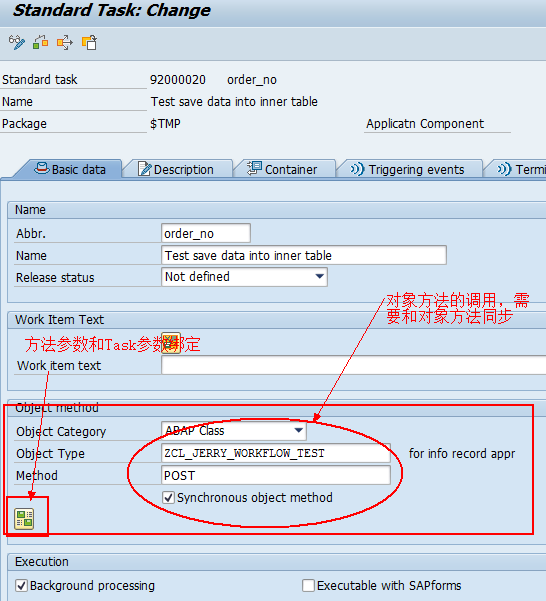 Standard Task: Change
Standard task 92000020 order_no
Name Test save data into inner table
Package $TMP Applicatn Component
Basic data Description Container Triggering events Termi
Name
Abbr. order_no
Name Test save data into inner table
Release status Not defined
对象方法的调用，需
要和对象方法同步
Work Item Text
方法参数和Task参数绑定
Work item text
Object method
Object Category ABAP Class
Object Type ZCL_JERRY_WORKFLOW_TEST for info record appr
Method POST
Synchronous object method
Execution
Background processing Executable with SAPforms